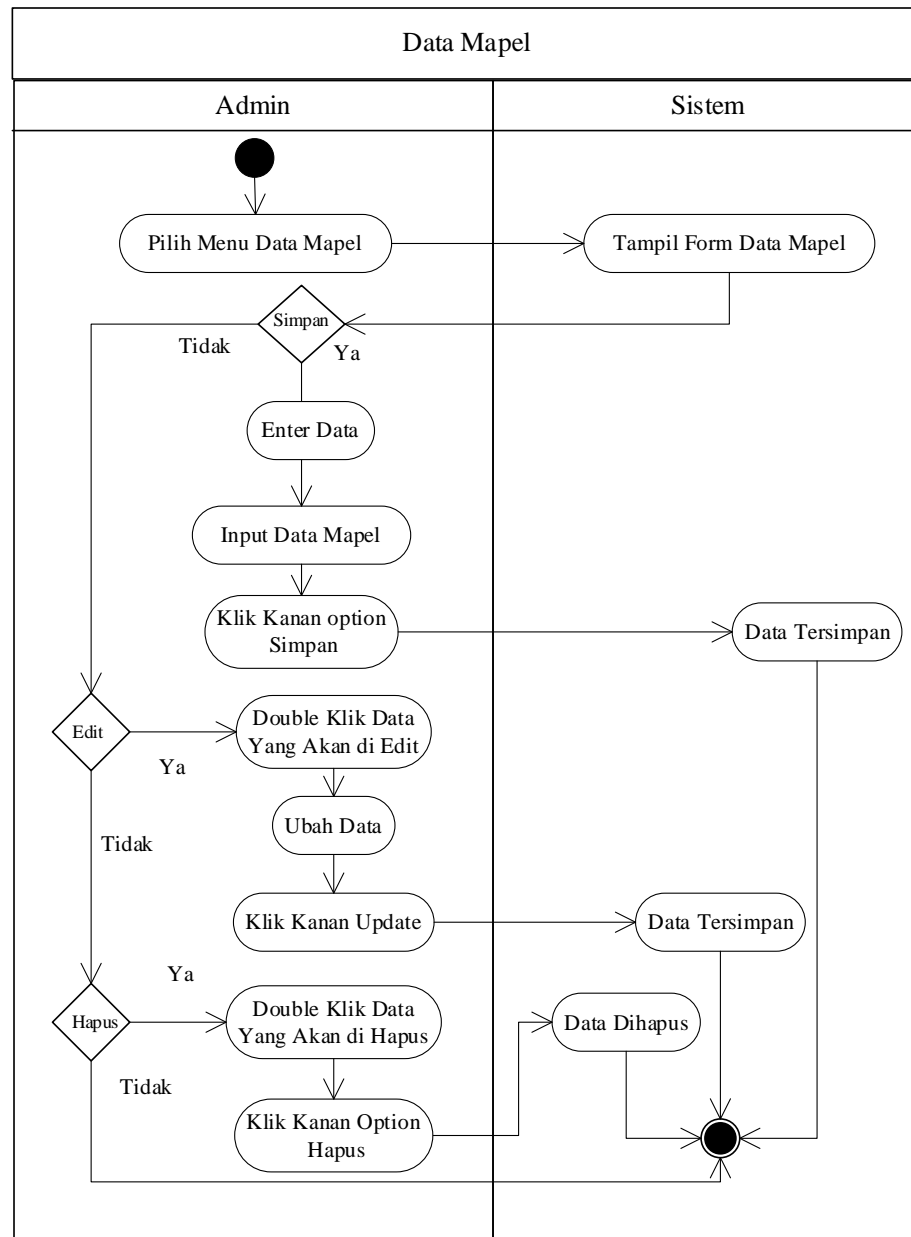 Data Mapel
Admin
Sistem
Pilih Menu Data Mapel
Tampil Form Data Mapel
Simpan
Tidak
Ya
Enter Data
Input Data Mapel
Klik Kanan option
Simpan
Data Tersimpan
Edit
Ya
Double Klik Data
Yang Akan di Edit
Tidak
Ubah Data
Klik Kanan Update
Data Tersimpan
Hapus
Ya
Double Klik Data
Yang Akan di Hapus
Data Dihapus
Tidak
Klik Kanan Option
Hapus